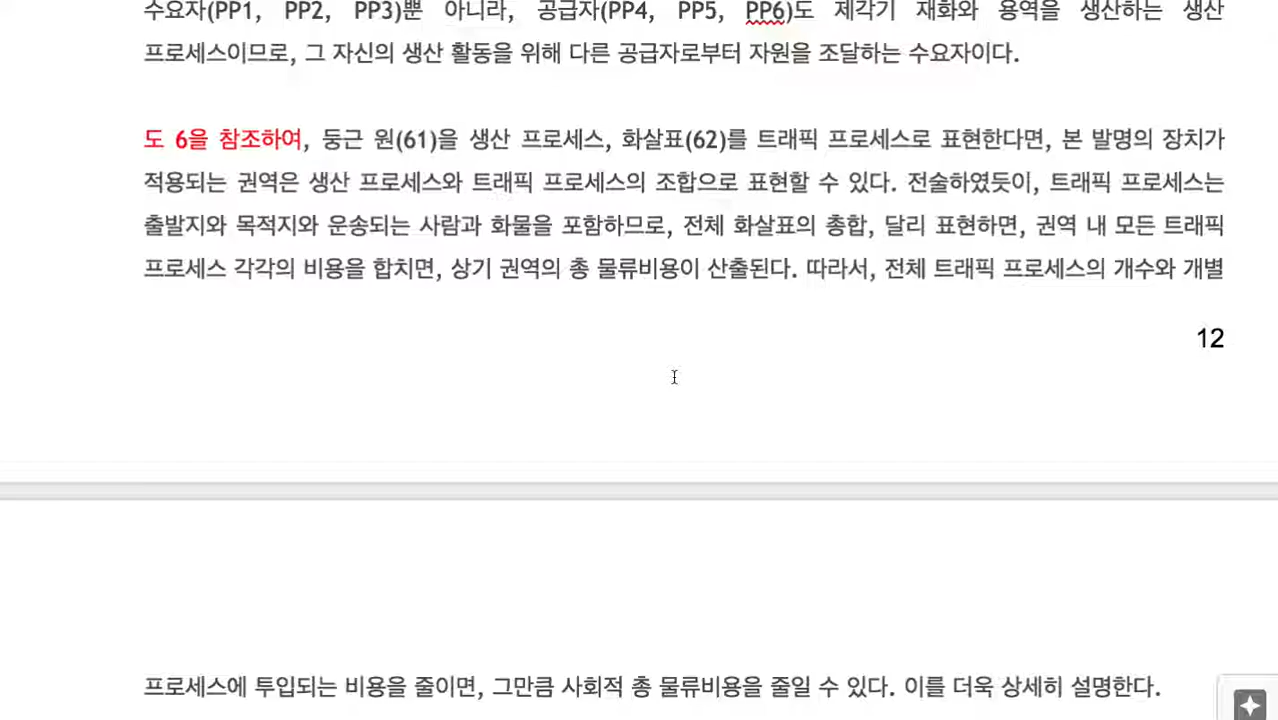 수요자(PP1, PP2, PP3)뿐 아니라, 공급자(PP4, PP5, PP6)도 제각기 재화와 용역을 생산하는 생산
프로세스이므로, 그 자신의 생산 활동을 위해 다른 공급자로부터 자원을 조달하는 수요자이다.
도 6을 참조하여, 둥근 원(61)을 생산 프로세스, 화살표(62)를 트래픽 프로세스로 표현한다면, 본 발명의 장치가
적용되는 권역은 생산 프로세스와 트래픽 프로세스의 조합으로 표현할 수 있다. 전술하였듯이, 트래픽 프로세스는
출발지와 목적지와 운송되는 사람과 화물을 포함하므로, 전체 화살표의 총합, 달리 표현하면, 권역 내 모든 트래픽
프로세스 각각의 비용을 합치면, 상기 권역의 총 물류비용이 산출된다. 따라서, 전체 트래픽 프로세스의 개수와 개별
12
프로세스에 투입되는 비용을 줄이면, 그만큼 사회적 총 물류비용을 줄일 수 있다. 이를 더욱 상세히 설명한다.